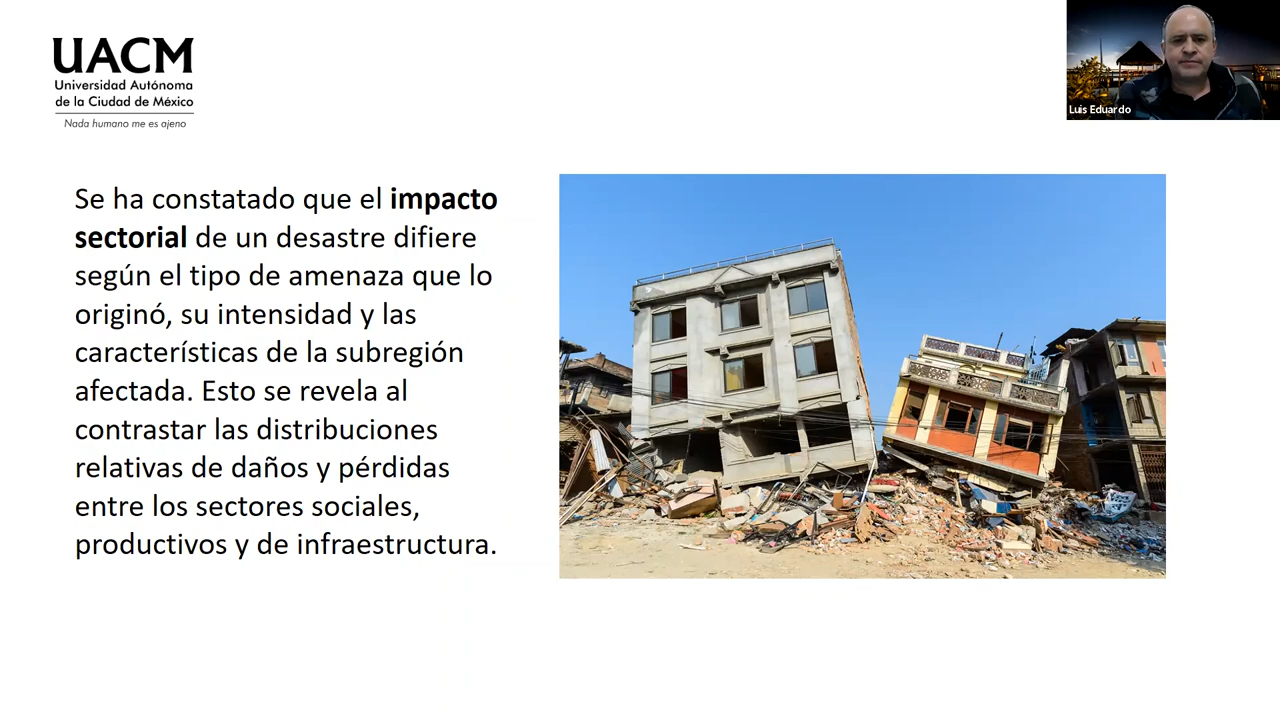 UACM
Universidad Autónoma
de la Ciudad de México
Nada humano me es ajeno
Luis Eduardo
Se ha constatado que el impacto
sectorial de un desastre difiere
según el tipo de amenaza que lo
originó, su intensidad y las
características de la subregión
afectada. Esto se revela al
contrastar las distribuciones
relativas de daños y pérdidas
entre los sectores sociales,
productivos y de infraestructura.